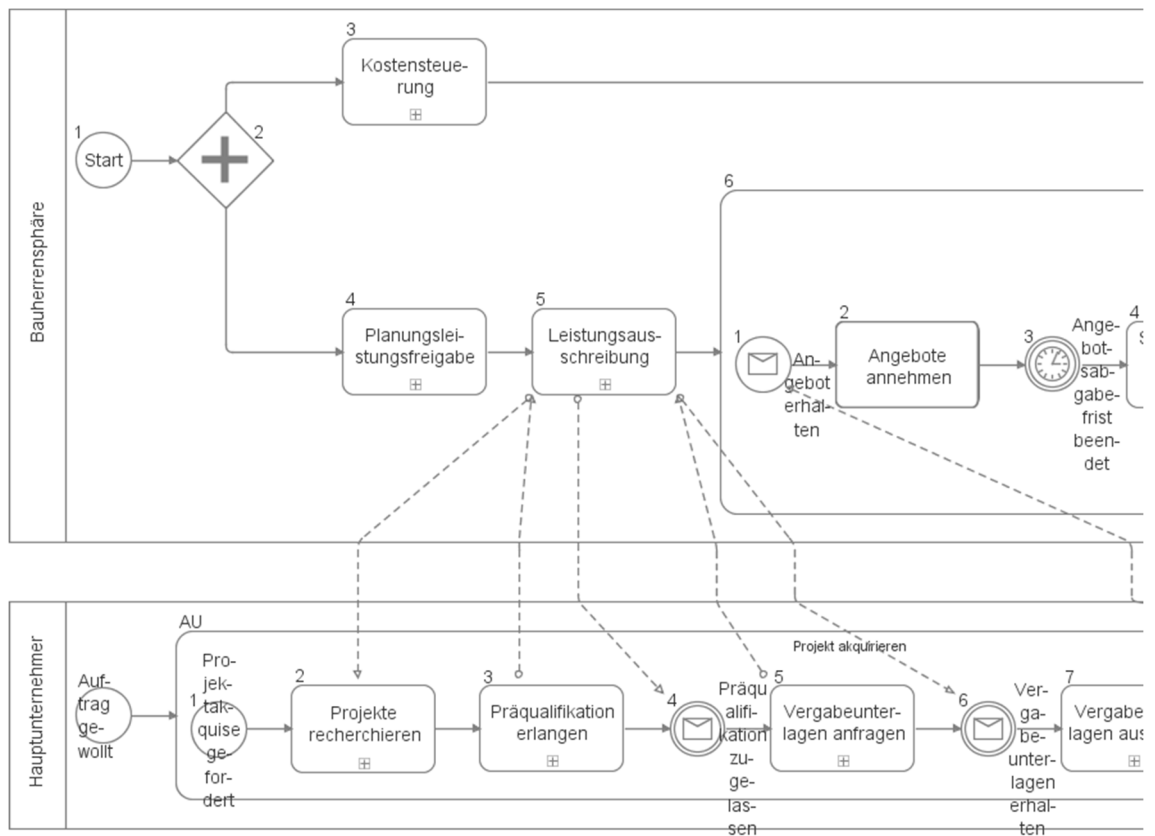 Bauherrensphäre
1
Start
2
3
Kostensteue-
rung
4
Planungslei-
stungsfreigabe
5
Leistungsaus-
schreibung
6
1
An-
gebot
erhal-
ten
2
Angebote
annehmen
3
Ange-
bot-
sab-
gabe-
frist
been-
det
4
S
Hauptunternehmer
Auf-
trag
ge-
wollt
AU
Projekt akquirieren
1
Pro-
jek-
tak-
quise
ge-
for-
dert
2
Projekte
recherchieren
3
Präqualifikation
erlangen
4
Präqu
alifi-
kation
zu-
ge-
las-
sen
5
Vergabeunter-
lagen anfragen
6
Ver-
ga-
be-
unter-
lagen
erhal-
ten
7
Vergabe
lagen aus